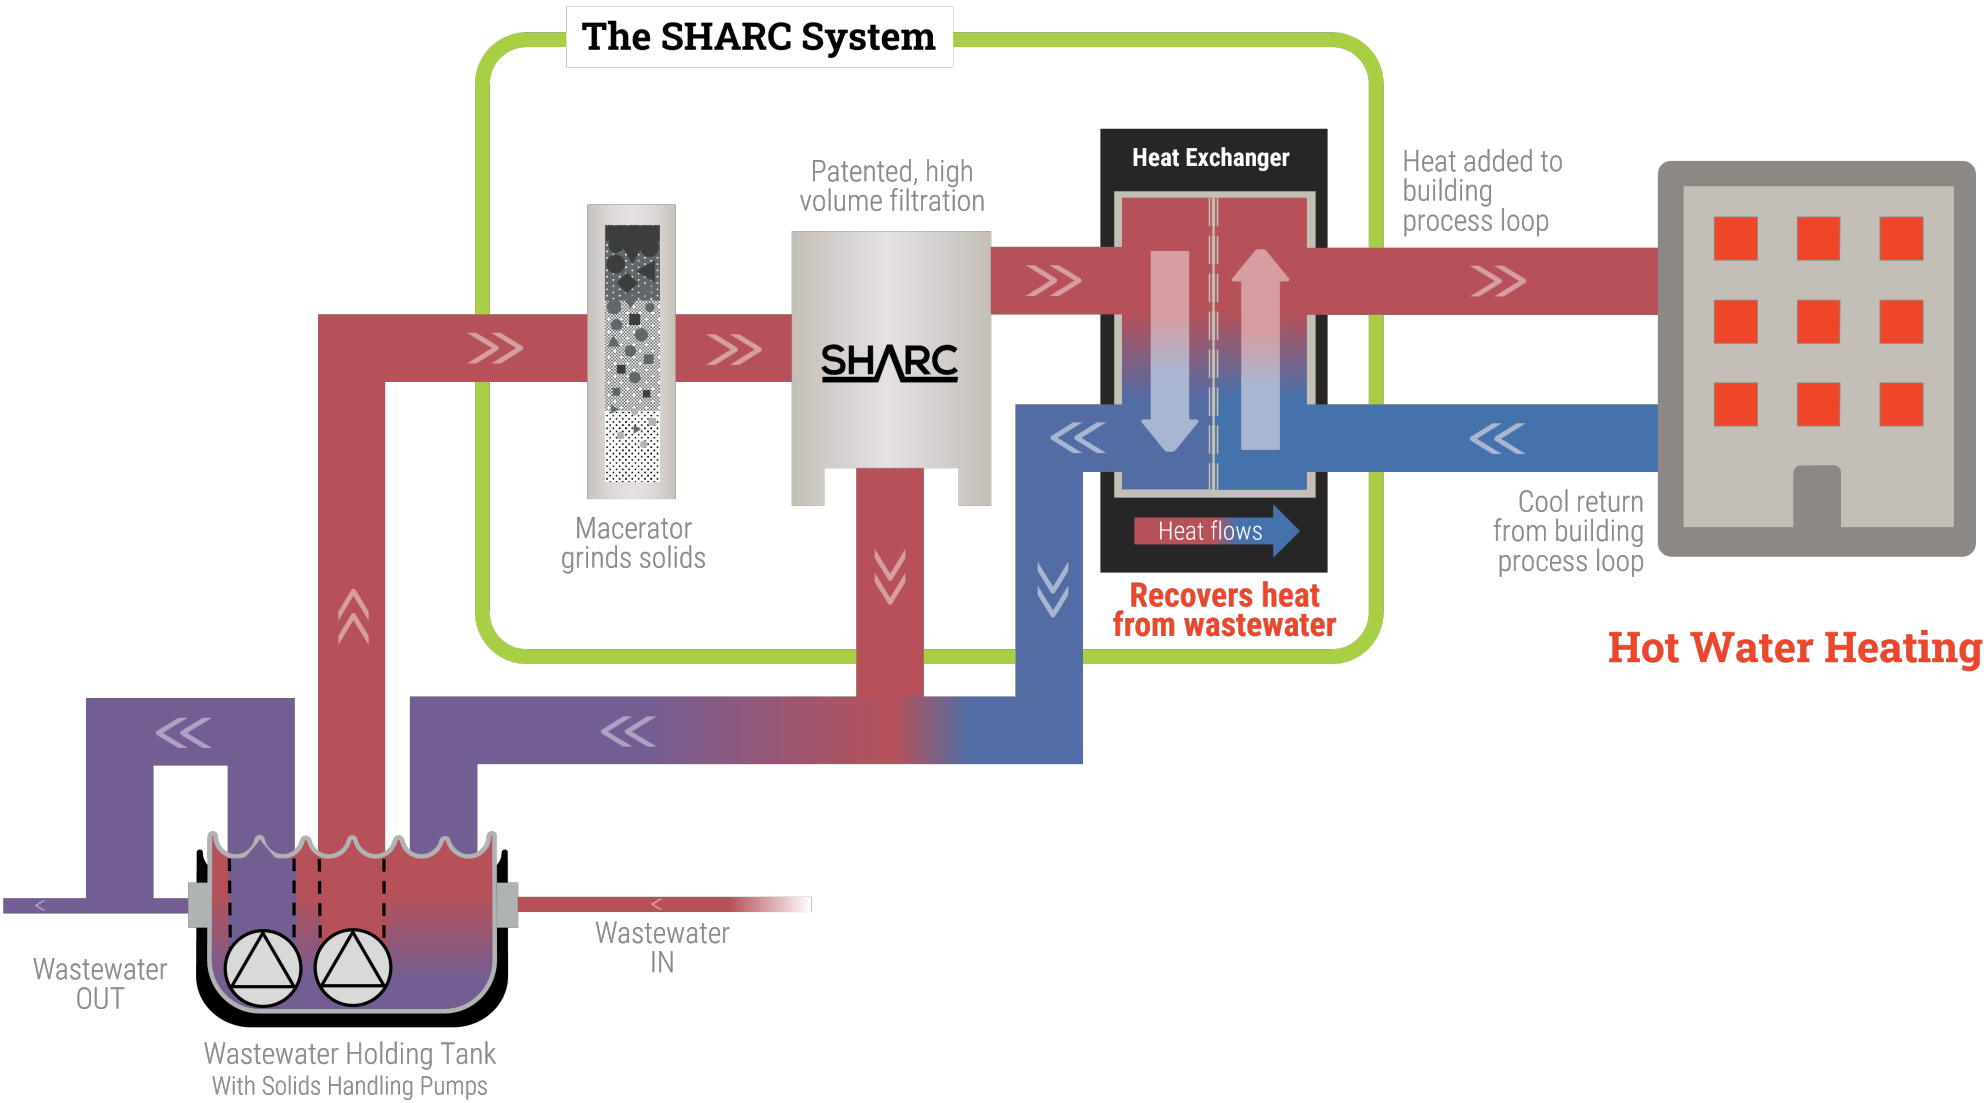 The SHARC System
Heat Exchanger
Patented, high
volume filtration
Heat added to
building
process loop
SHARC
Macerator
grinds solids
Heat flows
Cool return
from building
process loop
Recovers heat
from wastewater
Hot Water Heating
Wastewater
IN
Wastewater
OUT
Wastewater Holding Tank
With Solids Handling Pumps